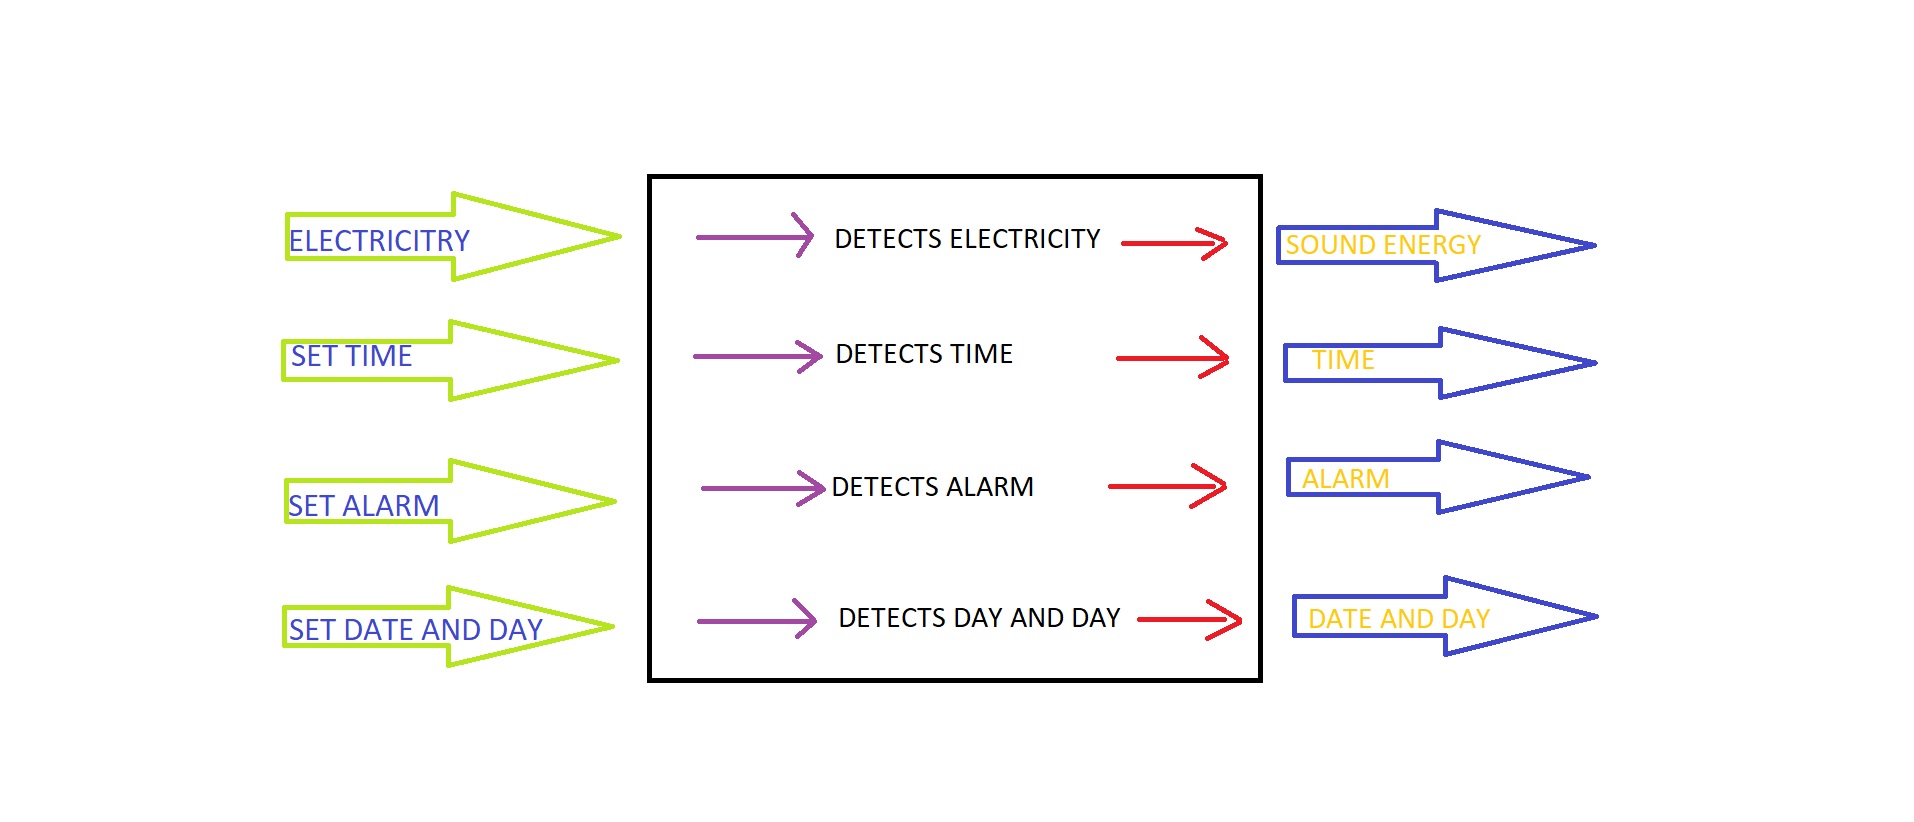 ELECTRICITRY
DETECTS ELECTRICITY
SOUND ENERGY
SET TIME
DETECTS TIME
TIME
SET ALARM
DETECTS ALARM
ALARM
SET DATE AND DAY
DETECTS DAY AND DAY
DATE AND DAY